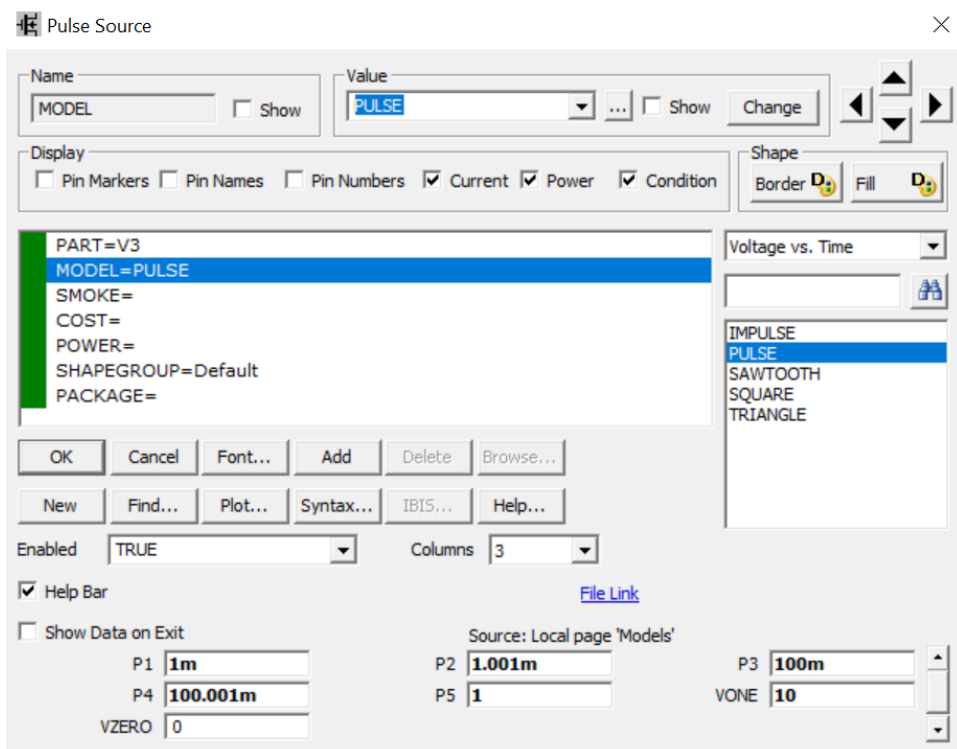 Pulse Source
Name
MODEL
Show
Value
PULSE
...
Show
Change
Display
Pin Markers Pin Names Pin Numbers Current Power Condition
Shape
Border Fill
PART=V3
MODEL=PULSE
SMOKE=
COST=
POWER=
SHAPEGROUP=Default
PACKAGE=
Voltage vs. Time
IMPULSE
PULSE
SAWTOOTH
SQUARE
TRIANGLE
OK Cancel Font... Add Delete Browse...
New Find... Plot... Syntax... IBIS... Help...
Enabled TRUE Columns 3
Help Bar File Link
Show Data on Exit Source: Local page 'Models'
P1 1m P2 1.001m P3 100m
P4 100.001m P5 1 VONE 10
VZERO 0